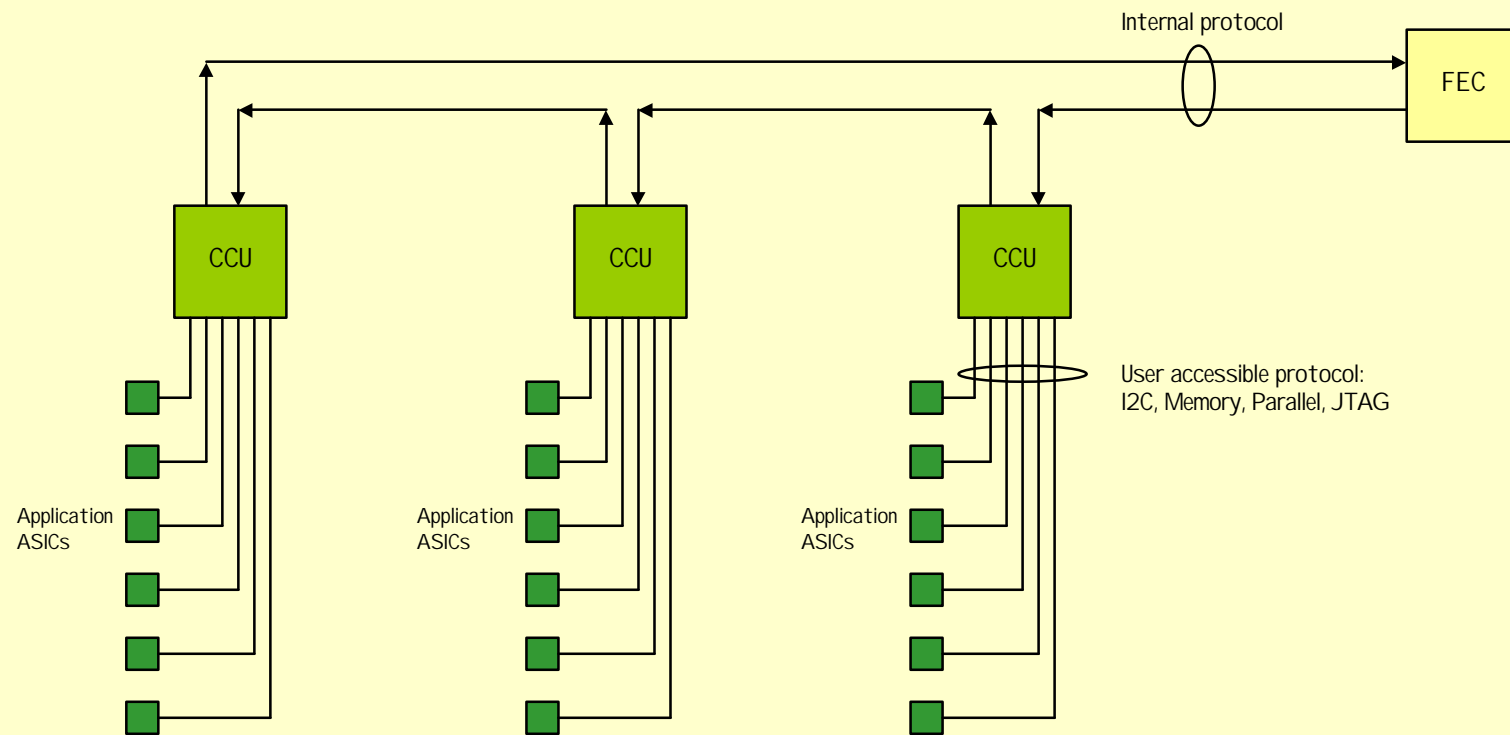 Internal protocol
FEC
CCU
CCU
CCU
User accessible protocol:
I2C, Memory, Parallel, JTAG
Application
ASICs
Application
ASICs
Application
ASICs